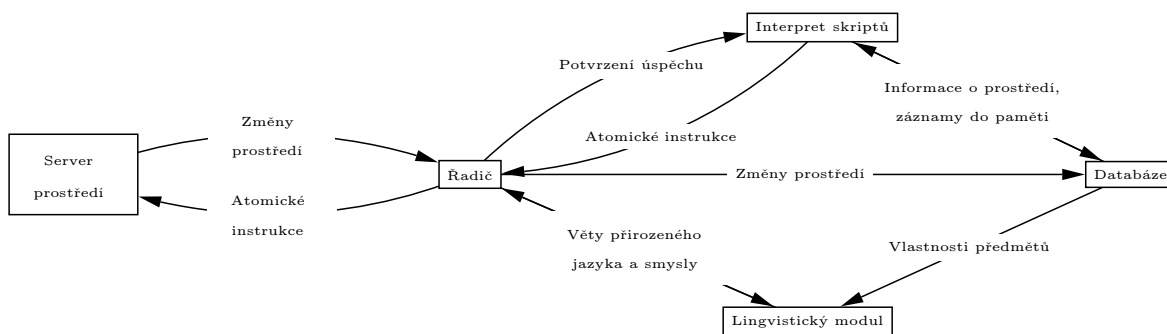 Interpret skriptů
Potvrzení úspěchu
Informace o prostředí,
záznamy do paměti
Změny
prostředí
Atomické instrukce
Server
prostředí
Řadič
Změny prostředí
Databáze
Atomické
instrukce
Věty přirozeného
jazyka a smysly
Vlastnosti předmětů
Lingvistický modul